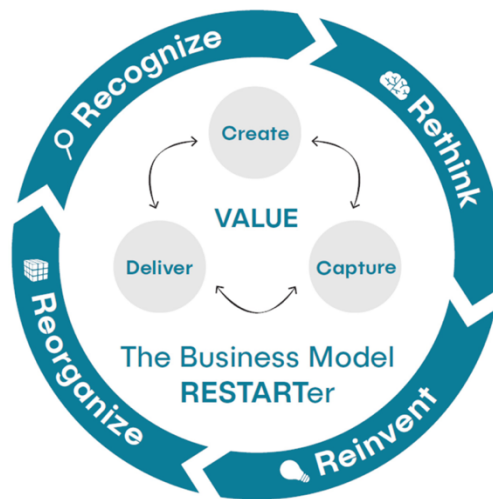 Recognize
Rethink
Reinvent
Reorganize
Create
VALUE
Deliver
Capture
The Business Model
RESTARTer